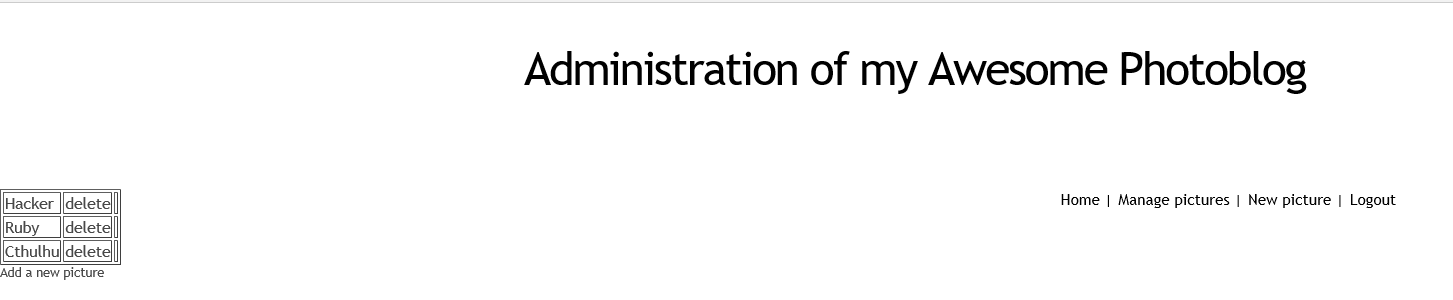 Administration of my Awesome Photoblog
Home | Manage pictures | New picture | Logout
Hacker delete
Ruby delete
Cthulhu delete
Add a new picture